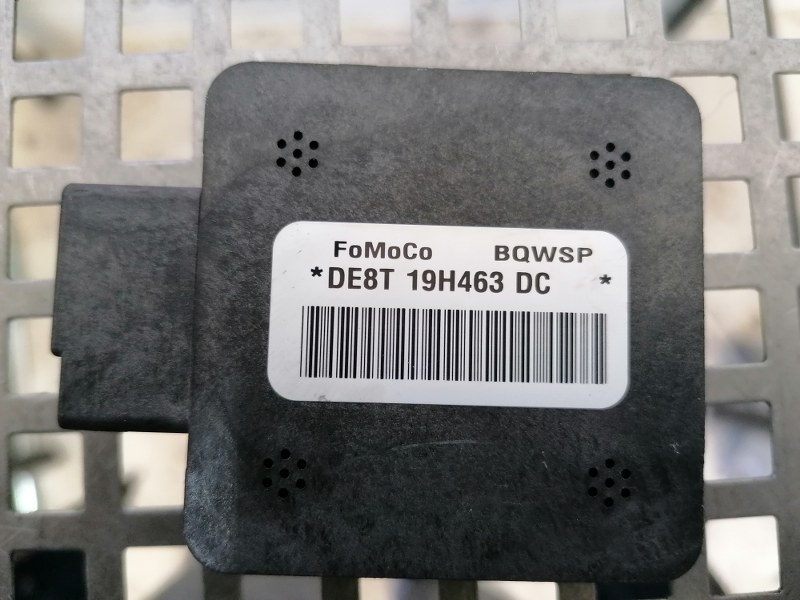 FoMoCo BQWSP
*DE8T 19H463 DC *